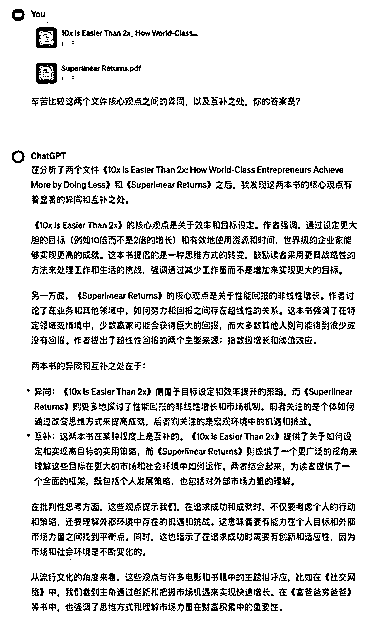 You
10x Is Easier Than 2x_ How World-Class...
Superlinear Returns.pdf
比较这两个文件核心观点之间的异同，以及互补之处。你的答案是？
ChatGPT
在分析了两个文件《10x Is Easier Than 2x: How World-Class Entrepreneurs Achieve
More by Doing Less》和《Superlinear Returns》之后，我发现这两本书的核心观点有
着显著的异同和互补之处。
《10x Is Easier Than 2x》的核心观点是关于效率和目标设定。作者强调，通过设定更大
胆的目标（例如10倍而不是2倍的增长）和有效地使用资源和时间，世界级的企业家能
够实现更高的成就。这本书提倡的是一种思维方式的转变，鼓励读者采用更具战略性的
方法来处理工作和生活的挑战，强调通过减少工作量而不是增加来实现更大的目标。
另一方面，《Superlinear Returns》的核心观点是关于性能回报的非线性增长。作者讨
论了在业务和其他领域中，如何努力和回报之间存在超线性的关系。这本书强调了在特
定领域或情境中，少数赢家可能会获得巨大的回报，而大多数其他人则可能得到很少或
没有回报。作者提出了超线性回报的两个主要来源：指数级增长和阈值效应。
两本书的异同和互补之处在于：
• 异同：《10x Is Easier Than 2x》侧重于目标设定和效率提升的策略，而《Superlinear
Returns》则更多地探讨了性能回报的非线性增长和市场机制。前者关注的是个体如何
通过改变思维方式来提高成就，后者则关注的是宏观环境中的机遇和挑战。
• 互补：这两本书在某种程度上是互补的。《10x Is Easier Than 2x》提供了关于如何设
定和实现高目标的实用策略，而《Superlinear Returns》则提供了一个更广泛的视角来
理解这些目标在更大的市场和社会环境中如何运作。两者结合起来，为读者提供了一
个全面的框架，既包括个人发展策略，也包括对外部市场力量的理解。
在批判性思考方面，这些观点提示我们，在追求成功和成就时，不仅要考虑个人的行动
和策略，还要理解外部环境中存在的机遇和挑战。这意味着要有能力在个人目标和外部
市场力量之间找到平衡点。同时，这也暗示了在追求成功时需要有创新和适应性，因为
市场和社会环境是不断变化的。
从流行文化的角度来看，这些观点与许多电影和书籍中的主题相呼应。比如在《社交网
络》中，我们看到主角通过创新和把握市场机遇来实现快速增长。在《富爸爸穷爸爸》
等书中，也强调了思维方式和理解市场力量在财富积累中的重要性。